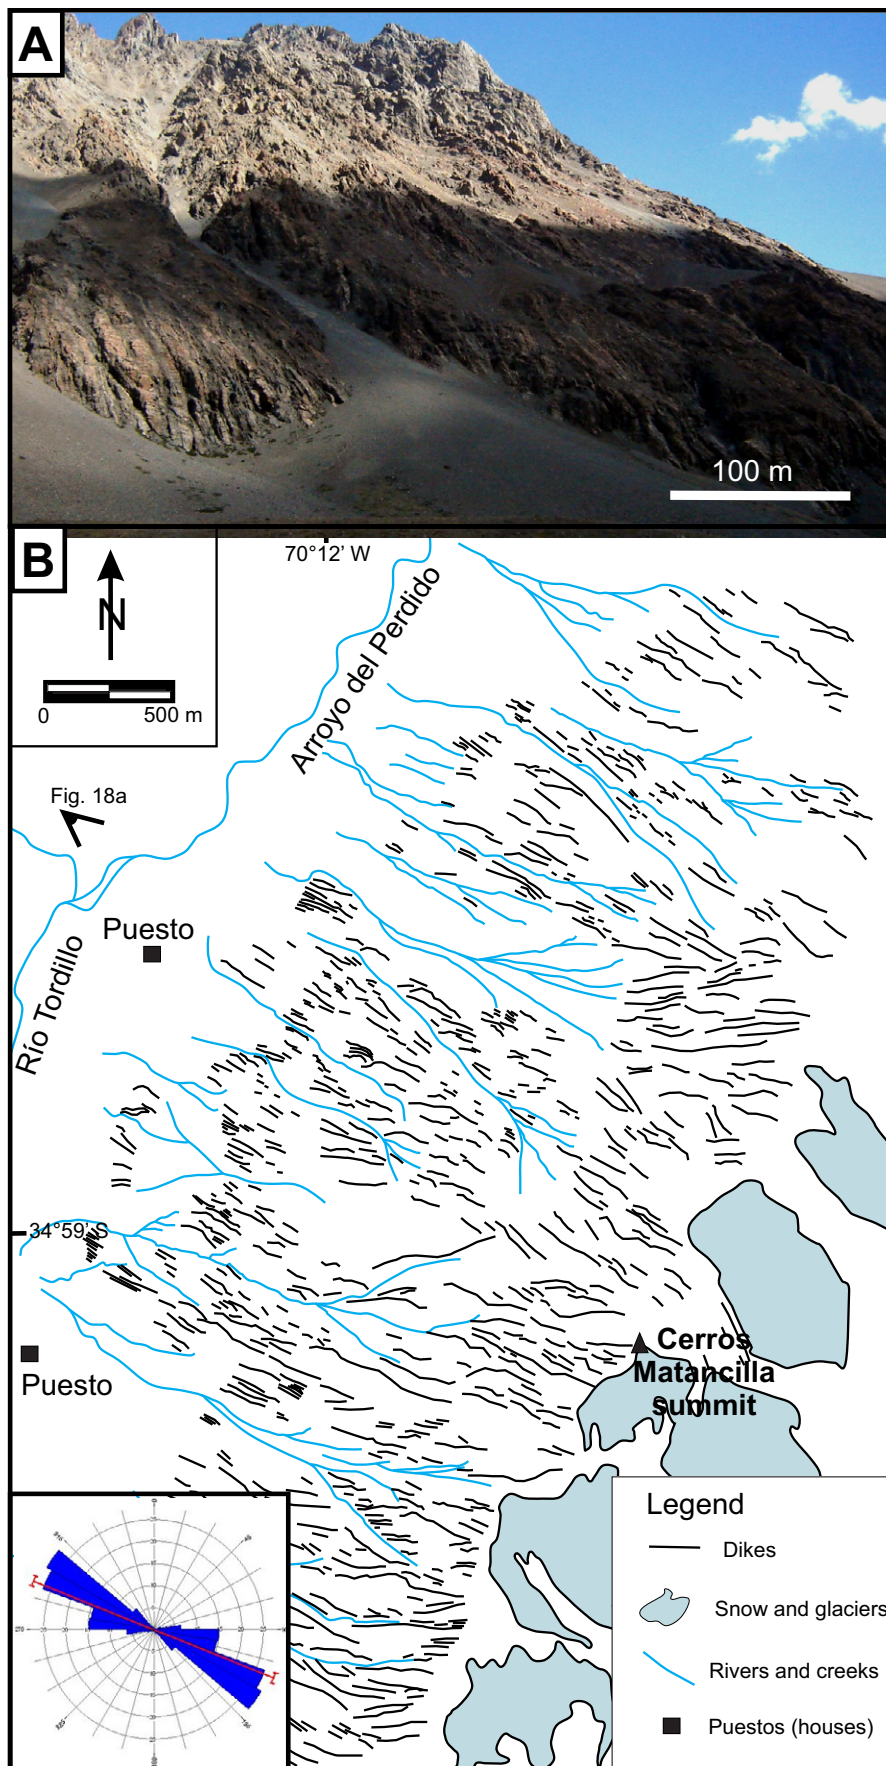 A
100 m
B
70°12' W
N
0
500 m
Arroyo del Perdido
Fig. 18a
Puesto
Río Tordillo
34°59' S
Puesto
Cerros
Matancilla
summit
Legend
Dikes
Snow and glaciers
Rivers and creeks
Puestos (houses)